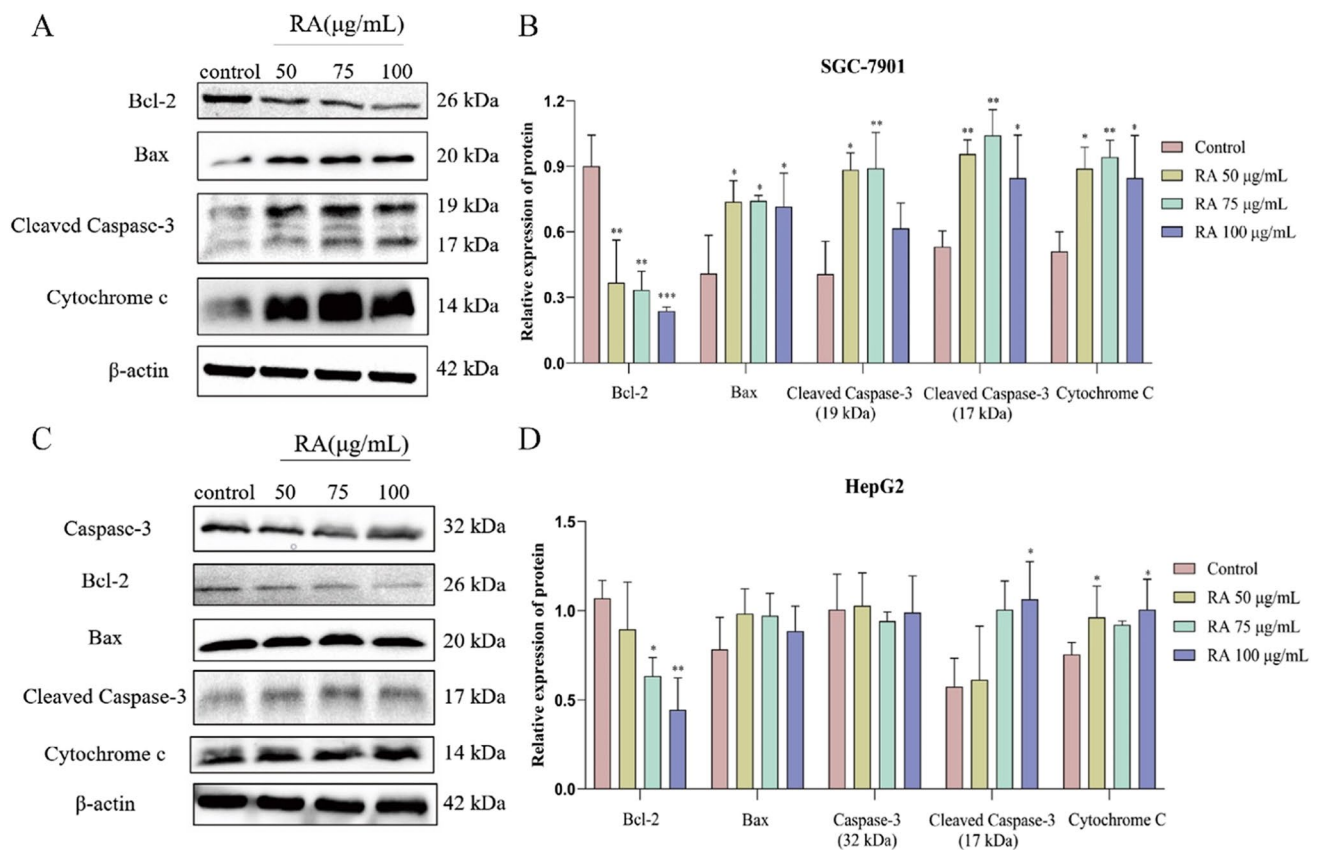 A
RA(μg/mL)
control 50 75 100
Bcl-2 26 kDa
Bax 20 kDa
19 kDa
Cleaved Caspase-3
17 kDa
Cytochrome c 14 kDa
β-actin 42 kDa
B
SGC-7901
Relative expression of protein
1.2
0.9
0.6
0.3
0.0
** ** ***
* * *
* **
** ** *
* ** *
Bcl-2 Bax Cleaved Caspase-3 Cleaved Caspase-3 Cytochrome C
(19 kDa) (17 kDa)
Control
RA 50 μg/mL
RA 75 μg/mL
RA 100 μg/mL
C
RA(μg/mL)
control 50 75 100
Caspase-3 32 kDa
Bcl-2 26 kDa
Bax 20 kDa
Cleaved Caspase-3 17 kDa
Cytochrome c 14 kDa
β-actin 42 kDa
D
HepG2
Relative expression of protein
1.5
1.0
0.5
0.0
* **
*
* *
Bcl-2 Bax Caspase-3 Cleaved Caspase-3 Cytochrome C
(32 kDa) (17 kDa)
Control
RA 50 μg/mL
RA 75 μg/mL
RA 100 μg/mL